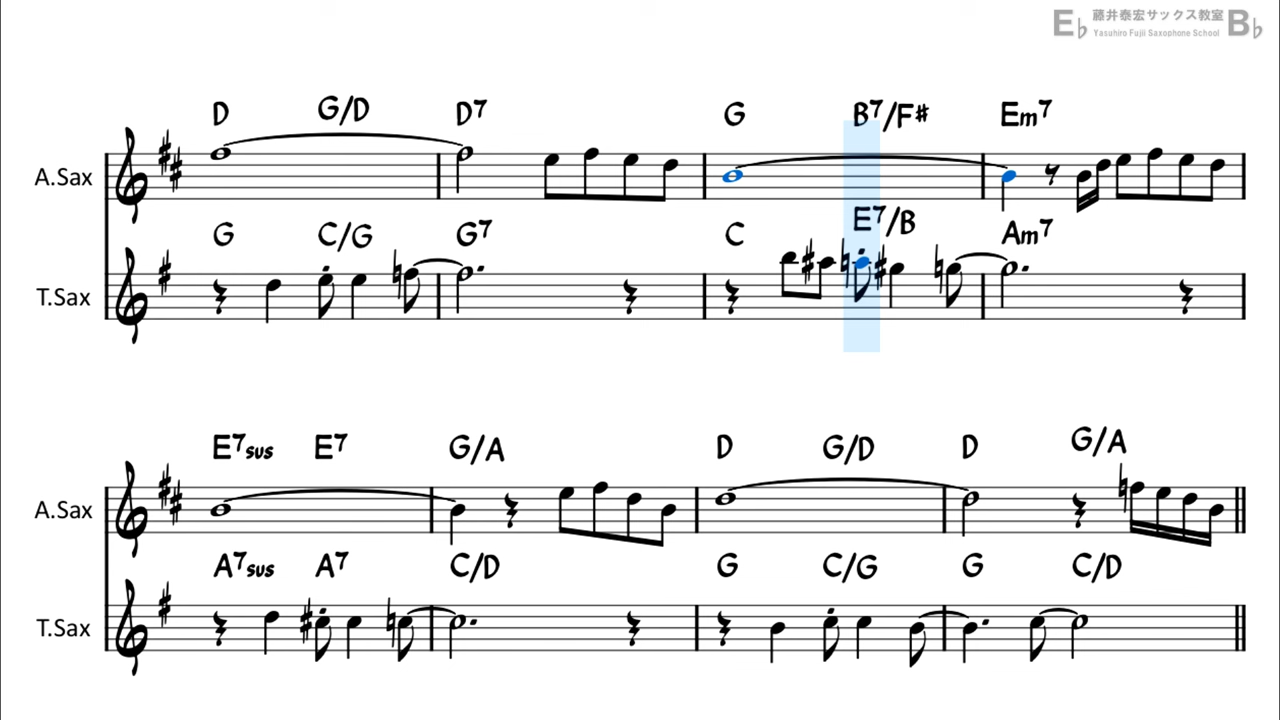 E♭ 藤井泰宏サックス教室 B♭
Yasuhiro Fujii Saxophone School
D G/D D7 G B7/F# Em7
A.Sax
G C/G G7 C E7/B Am7
T.Sax
E7sus E7 G/A D G/D D G/A
A.Sax
A7sus A7 C/D G C/G G C/D
T.Sax